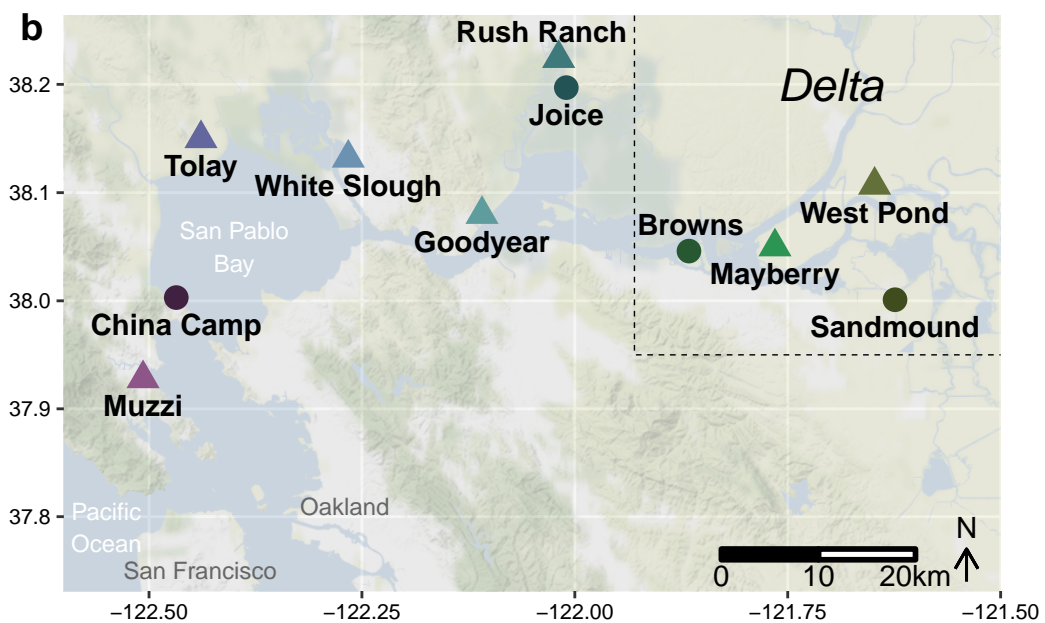 b
Rush Ranch
38.2
Delta
Joice
Tolay
White Slough
38.1
West Pond
San Pablo
Bay
Goodyear
Browns
Mayberry
38.0
China Camp
Sandmound
37.9
Muzzi
Pacific
Ocean
37.8
Oakland
N
San Francisco
0 10 20km
−122.50 −122.25 −122.00 −121.75 −121.50